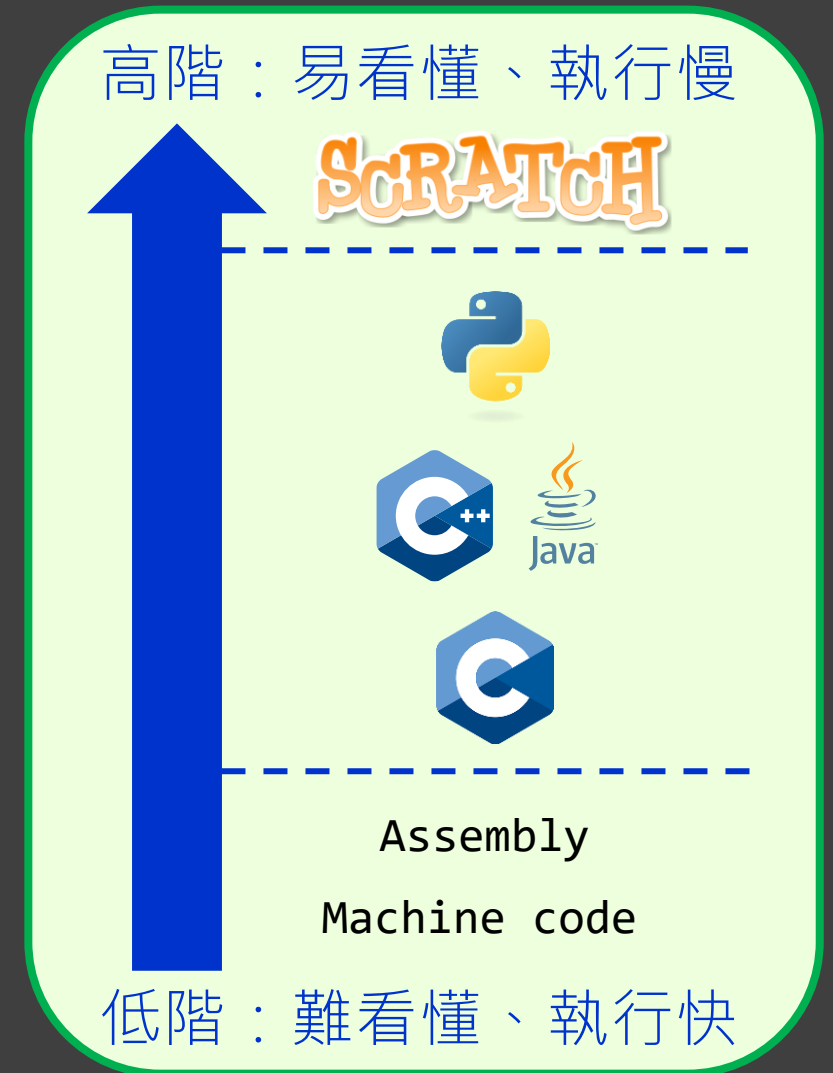 高階：易看懂、執行慢
SCRATCH
C++
Java
C
Assembly
Machine code
低階：難看懂、執行快